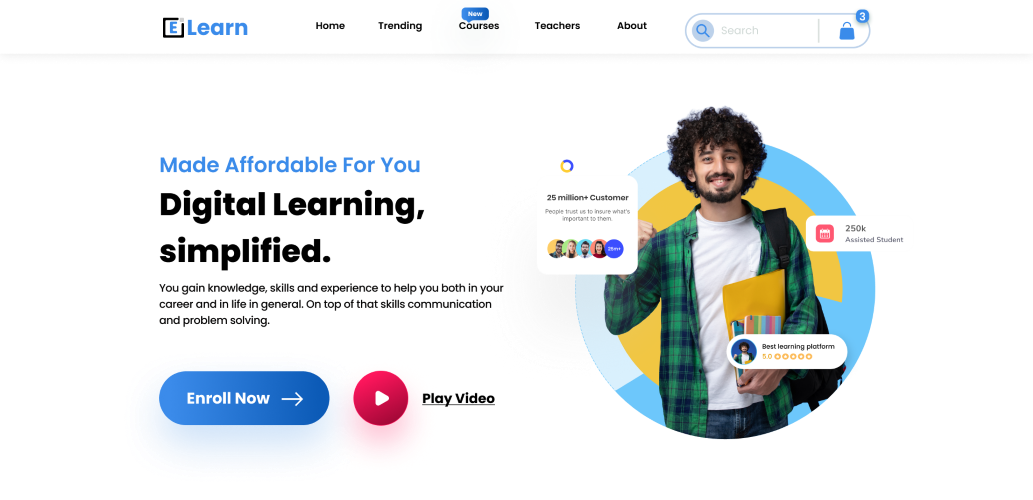 E Learn
Home
Trending
New
Courses
Teachers
About
Search
3
Made Affordable For You
Digital Learning,
simplified.
You gain knowledge, skills and experience to help you both in your
career and in life in general. On top of that skills communication
and problem solving.
Enroll Now
Play Video
25 million+ Customer
People trust us to insure what's
important to them.
25m+
250k
Assisted Student
Best learning platform
5.0